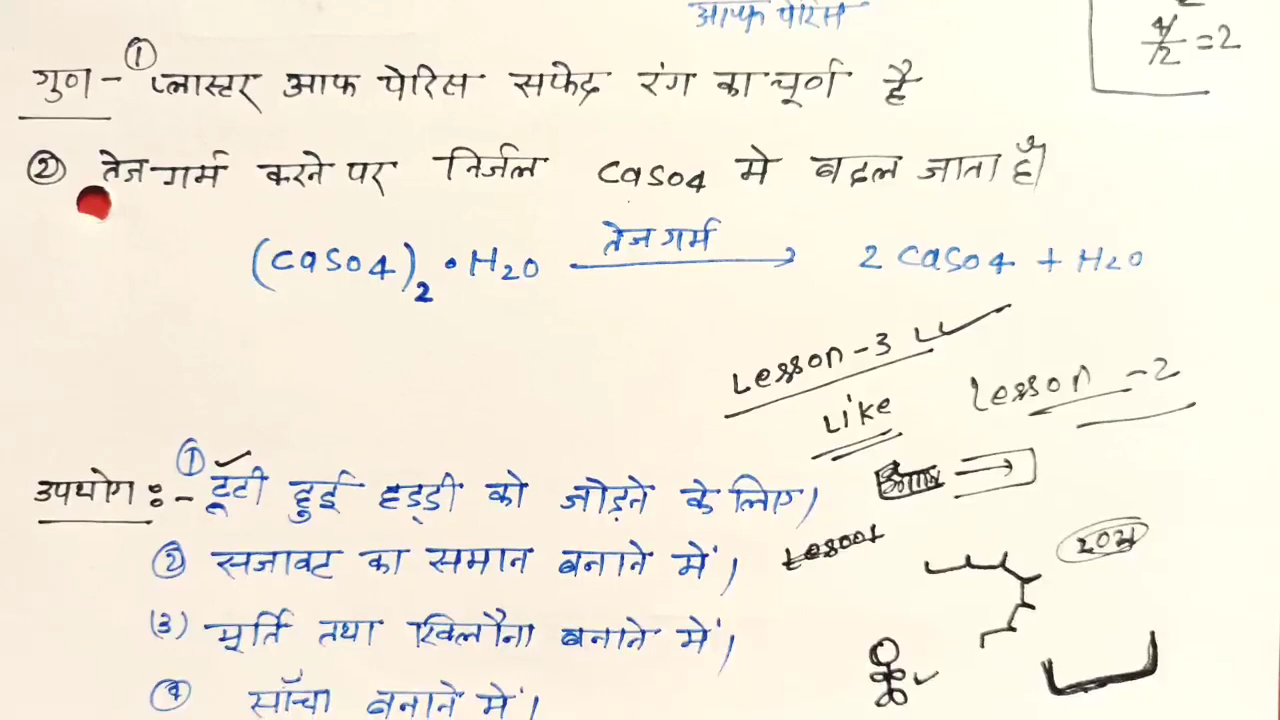 आफ पेरिस
4/2 = 2
गुण - ① प्लास्टर आफ पेरिस सफेद रंग का चूर्ण है
② तेज गर्म करने पर निर्जल CaSO4 मे बदल जाता है।
(CaSO4)2 • H2O तेज गर्म → 2 CaSO4 + H2O
Lesson - 3
Like
Lesson - 2
उपयोग :- ① टूटी हुई हड्डी को जोड़ने के लिए,
② सजावट का समान बनाने में,
(3) मूर्ति तथा खिलौना बनाने में,
④ साँचा बनाने में,